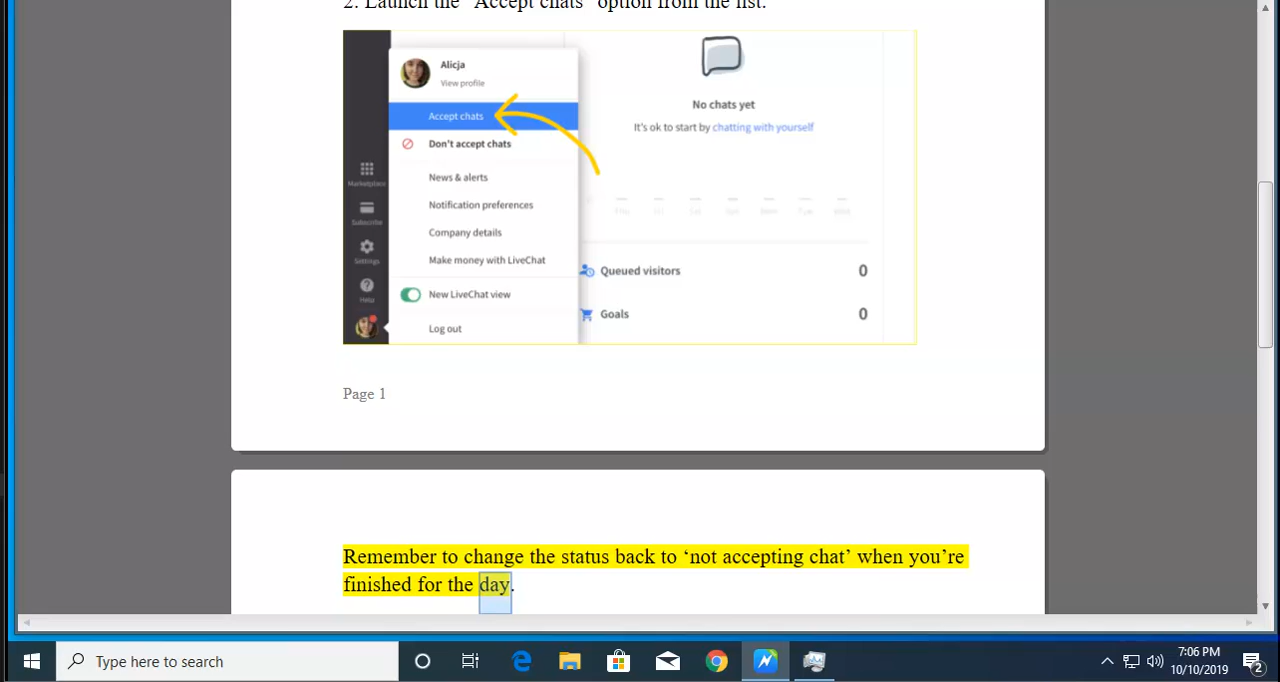 2. Launch the "Accept chats" option from the list.
Alicja
View profile
Accept chats
Don't accept chats
News & alerts
Notification preferences
Company details
Make money with LiveChat
New LiveChat view
Log out
Marketplace
Subscribe
Settings
Help
No chats yet
It's ok to start by chatting with yourself
Queued visitors 0
Goals 0
Page 1
Remember to change the status back to ‘not accepting chat’ when you’re
finished for the day.
Type here to search
7:06 PM
10/10/2019
2